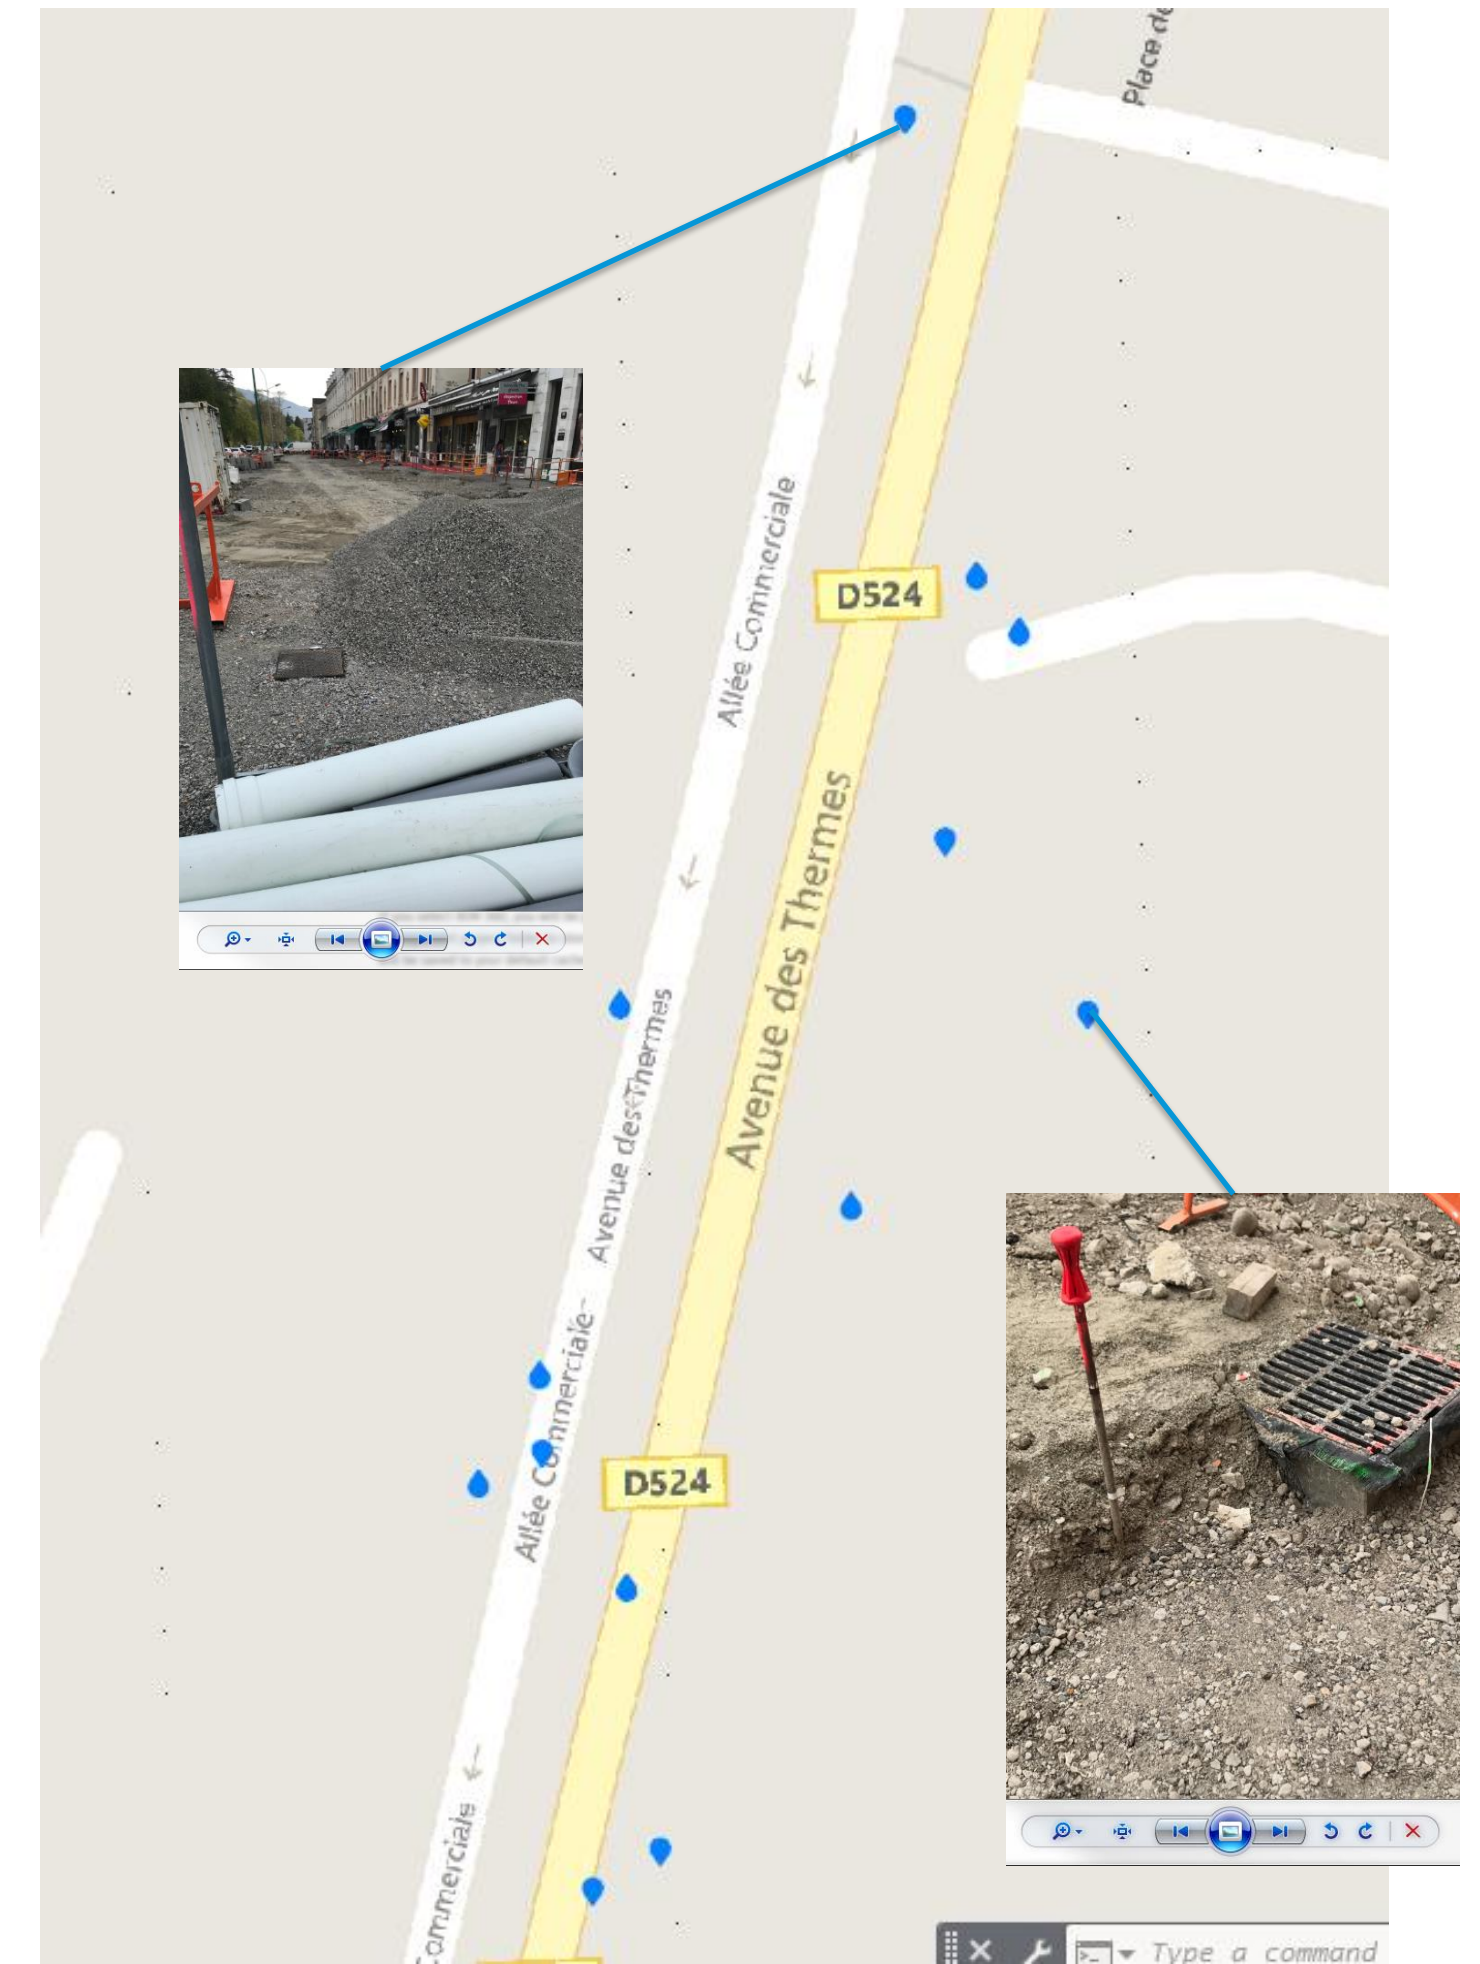 Place de
Allée Commerciale
D524
Avenue des Thermes
Avenue des Thermes
Allée Commerciale
D524
Commerciale
Type a command